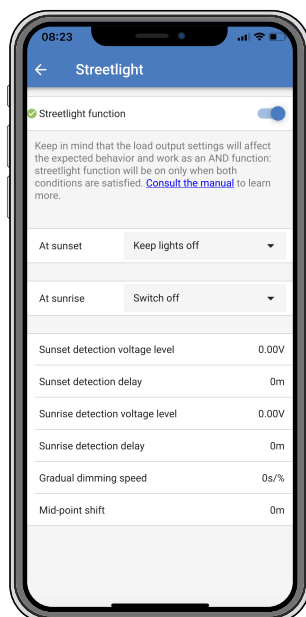 08:23
Streetlight
Streetlight function
Keep in mind that the load output settings will affect
the expected behavior and work as an AND function:
streetlight function will be on only when both
conditions are satisfied. Consult the manual to learn
more.
At sunset Keep lights off
At sunrise Switch off
Sunset detection voltage level 0.00V
Sunset detection delay 0m
Sunrise detection voltage level 0.00V
Sunrise detection delay 0m
Gradual dimming speed 0s/%
Mid-point shift 0m